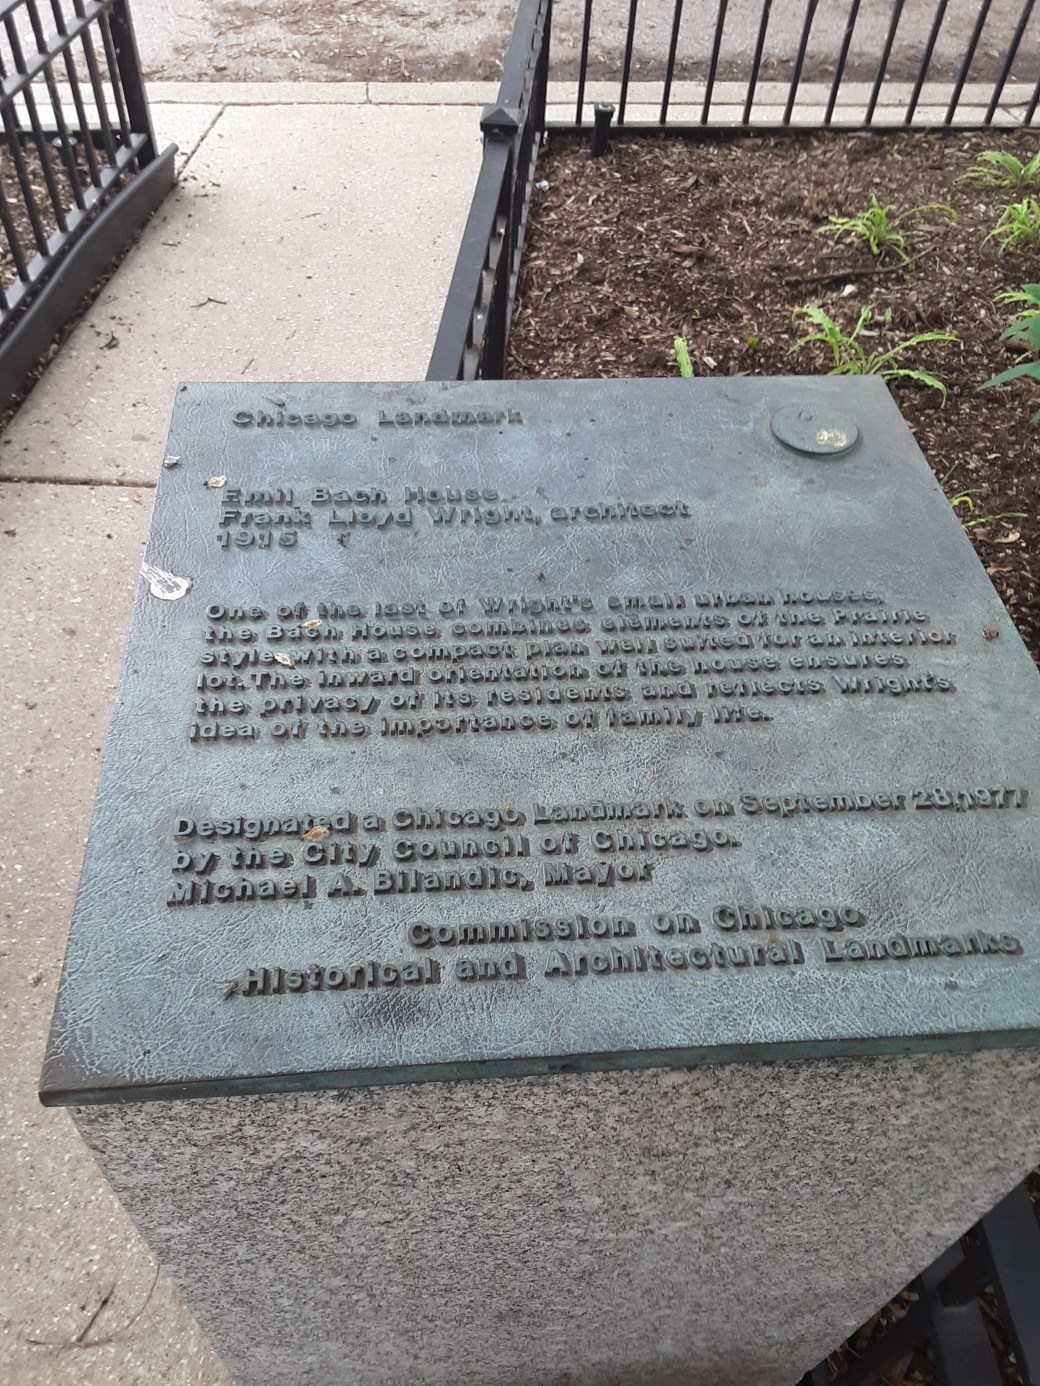 Chicago Landmark
Emil Bach House
Frank Lloyd Wright, architect
1915
One of the last of Wright's small urban houses,
the Bach House combines elements of the Prairie
style with a compact plan well suited for an interior
lot. The inward orientation of the house ensures
the privacy of its residents and reflects Wright's
idea of the importance of family life.
Designated a Chicago Landmark on September 28, 1977
by the City Council of Chicago.
Michael A. Bilandic, Mayor
Commission on Chicago
Historical and Architectural Landmarks